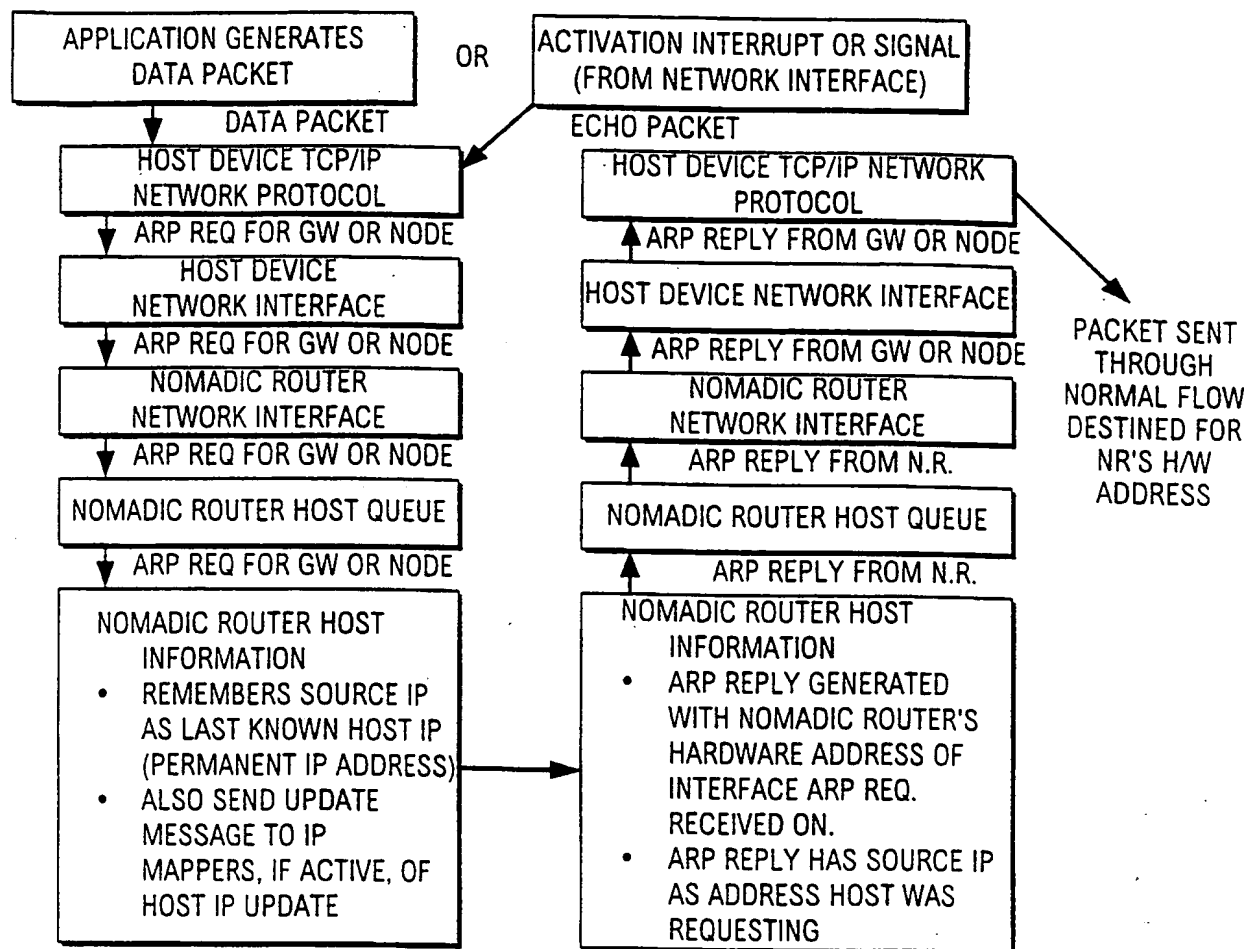 APPLICATION GENERATES
DATA PACKET
OR
ACTIVATION INTERRUPT OR SIGNAL
(FROM NETWORK INTERFACE)
DATA PACKET
ECHO PACKET
HOST DEVICE TCP/IP
NETWORK PROTOCOL
ARP REQ FOR GW OR NODE
HOST DEVICE
NETWORK INTERFACE
ARP REQ FOR GW OR NODE
NOMADIC ROUTER
NETWORK INTERFACE
ARP REQ FOR GW OR NODE
NOMADIC ROUTER HOST QUEUE
ARP REQ FOR GW OR NODE
NOMADIC ROUTER HOST
INFORMATION
• REMEMBERS SOURCE IP
AS LAST KNOWN HOST IP
(PERMANENT IP ADDRESS)
• ALSO SEND UPDATE
MESSAGE TO IP
MAPPERS, IF ACTIVE, OF
HOST IP UPDATE
HOST DEVICE TCP/IP NETWORK
PROTOCOL
ARP REPLY FROM GW OR NODE
HOST DEVICE NETWORK INTERFACE
ARP REPLY FROM GW OR NODE
NOMADIC ROUTER
NETWORK INTERFACE
ARP REPLY FROM N.R.
NOMADIC ROUTER HOST QUEUE
ARP REPLY FROM N.R.
NOMADIC ROUTER HOST
INFORMATION
• ARP REPLY GENERATED
WITH NOMADIC ROUTER'S
HARDWARE ADDRESS OF
INTERFACE ARP REQ.
RECEIVED ON.
• ARP REPLY HAS SOURCE IP
AS ADDRESS HOST WAS
REQUESTING
PACKET SENT
THROUGH
NORMAL FLOW
DESTINED FOR
NR'S H/W
ADDRESS